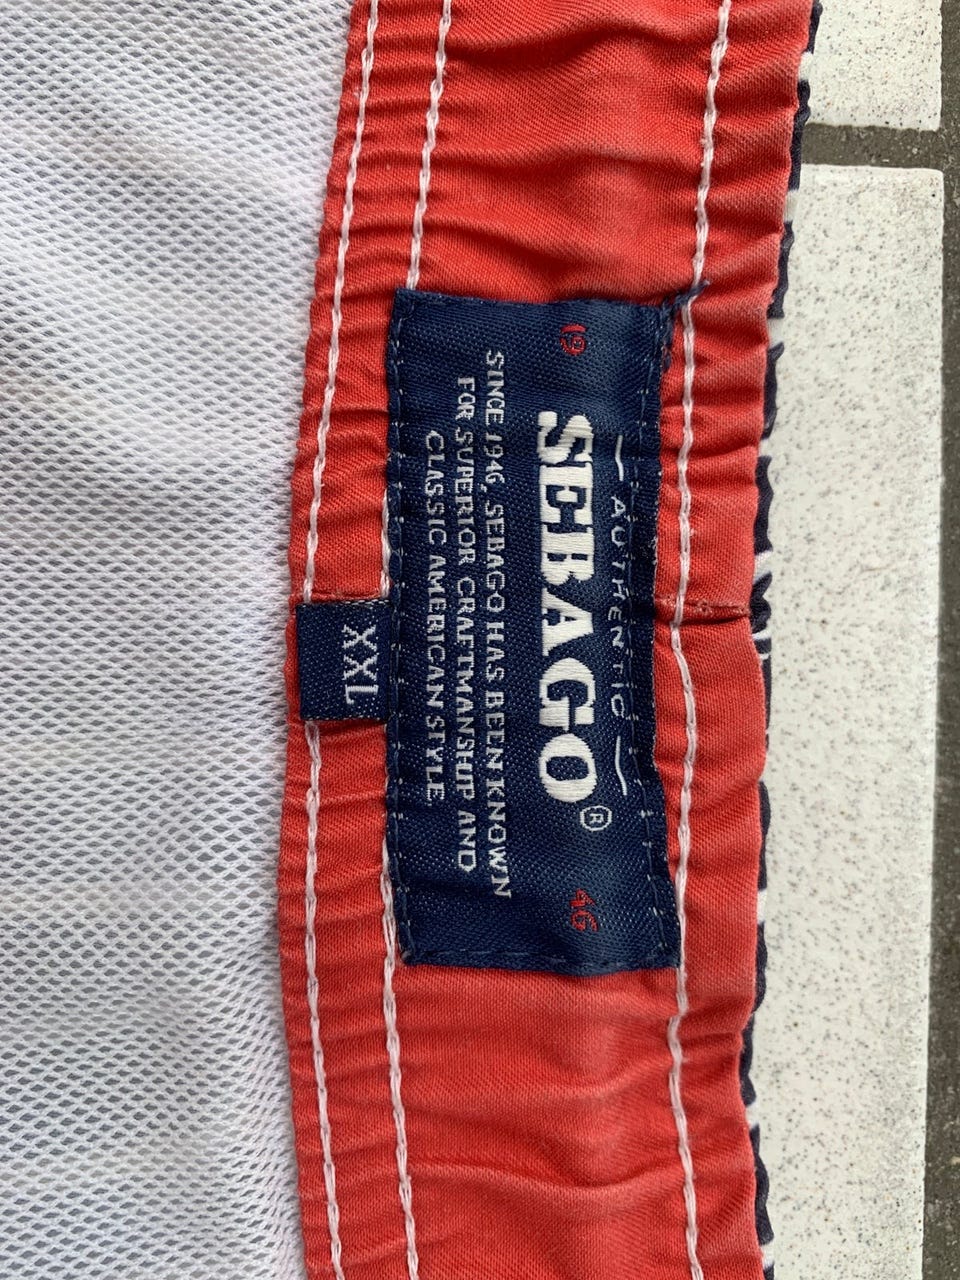 AUTHENTIC
19 SEBAGO® 46
SINCE 1946, SEBAGO HAS BEEN KNOWN
FOR SUPERIOR CRAFTMANSHIP AND
CLASSIC AMERICAN STYLE.
XXL